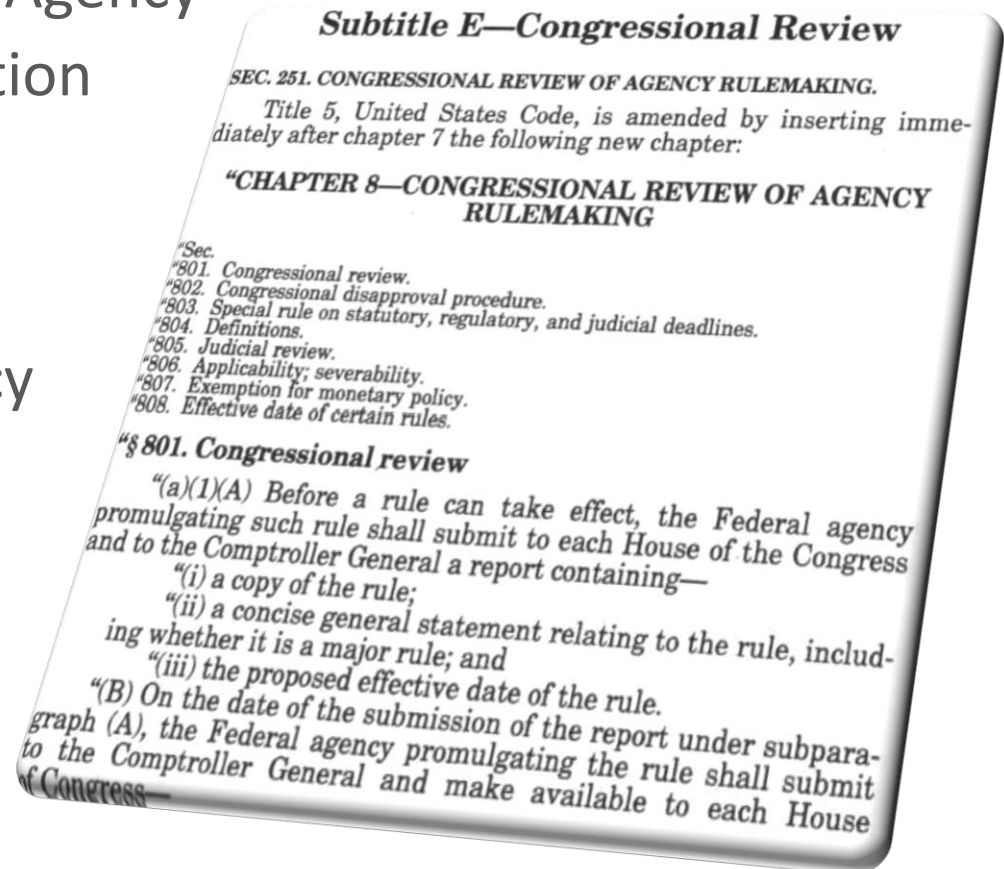 Agency
tion
cy
Subtitle E—Congressional Review
SEC. 251. CONGRESSIONAL REVIEW OF AGENCY RULEMAKING.
Title 5, United States Code, is amended by inserting imme-
diately after chapter 7 the following new chapter:
“CHAPTER 8—CONGRESSIONAL REVIEW OF AGENCY
RULEMAKING
“Sec.
“801. Congressional review.
“802. Congressional disapproval procedure.
“803. Special rule on statutory, regulatory, and judicial deadlines.
“804. Definitions.
“805. Judicial review.
“806. Applicability; severability.
“807. Exemption for monetary policy.
“808. Effective date of certain rules.
“§ 801. Congressional review
“(a)(1)(A) Before a rule can take effect, the Federal agency
promulgating such rule shall submit to each House of the Congress
and to the Comptroller General a report containing—
“(i) a copy of the rule;
“(ii) a concise general statement relating to the rule, includ-
ing whether it is a major rule; and
“(iii) the proposed effective date of the rule.
“(B) On the date of the submission of the report under subpara-
graph (A), the Federal agency promulgating the rule shall submit
to the Comptroller General and make available to each House
of Congress—